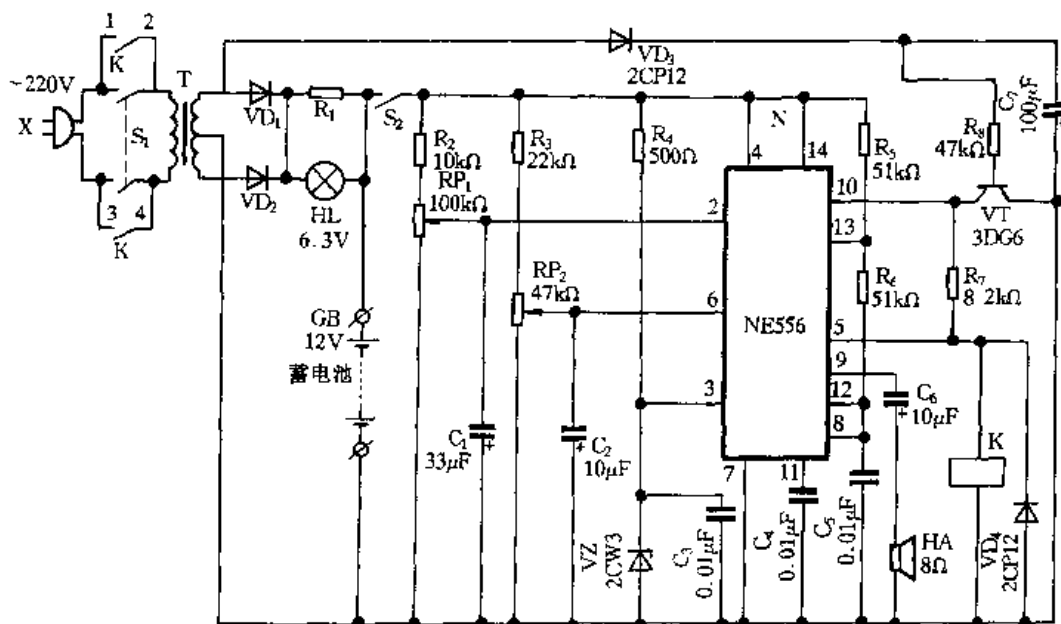 1 2
K
T
~220V
X
S₁
3 4
K
VD₁
VD₂
R₁
HL
6.3V
S₂
GB
12V
蓄电池
VD₃
2CP12
R₂
10kΩ
RP₁
100kΩ
R₃
22kΩ
RP₂
47kΩ
R₄
500Ω
C₁
33μF
C₂
10μF
VZ
2CW3
C₃
0.01μF
N
4
14
2
6
3
7
11
10
13
5
9
12
8
NE556
R₅
51kΩ
R₆
51kΩ
C₄
0.01μF
C₅
0.01μF
R₈
47kΩ
100μF
VT
3DG6
R₇
8 2kΩ
C₆
10μF
+
HA
8Ω
K
VD₄
2CP12
+
+